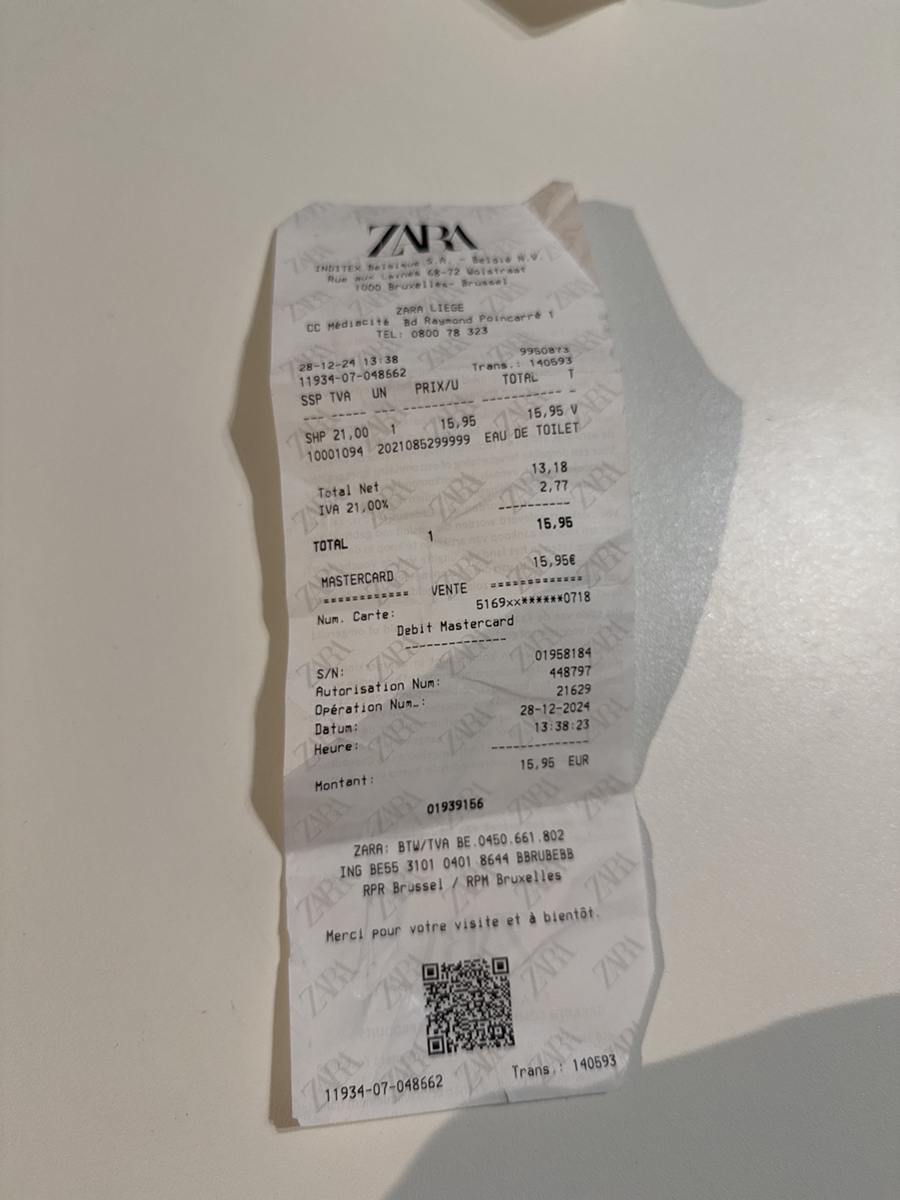 ZARA
INDITEX Belgique S.A. - België N.V.
Rue aux Laines 68-72 Wolstraat
1000 Bruxelles- Brussel
ZARA LIEGE
CC Médiacité Bd Raymond Poincarré 1
TEL: 0800 78 323
28-12-24 13:38 9950873
11934-07-048662 Trans.: 140593
SSP TVA UN PRIX/U TOTAL T
--- ----- --- ---------- ----------- -
SHP 21,00 1 15,95 15,95 V
10001094 2021085299999 EAU DE TOILET
Total Net 13,18
IVA 21,00% 2,77
----------
TOTAL 1 15,95
MASTERCARD 15,95€
============ VENTE ============
Num. Carte: 5169xx******0718
Debit Mastercard
--------------
S/N: 01958184
Autorisation Num: 448797
Opération Num.: 21629
Datum: 28-12-2024
Heure: 13:38:23
-------------
Montant: 15,95 EUR
01939156
ZARA: BTW/TVA BE.0450.661.802
ING BE55 3101 0401 8644 BBRUBEBB
RPR Brussel / RPM Bruxelles
Merci pour votre visite et à bientôt.
11934-07-048662 Trans.: 140593